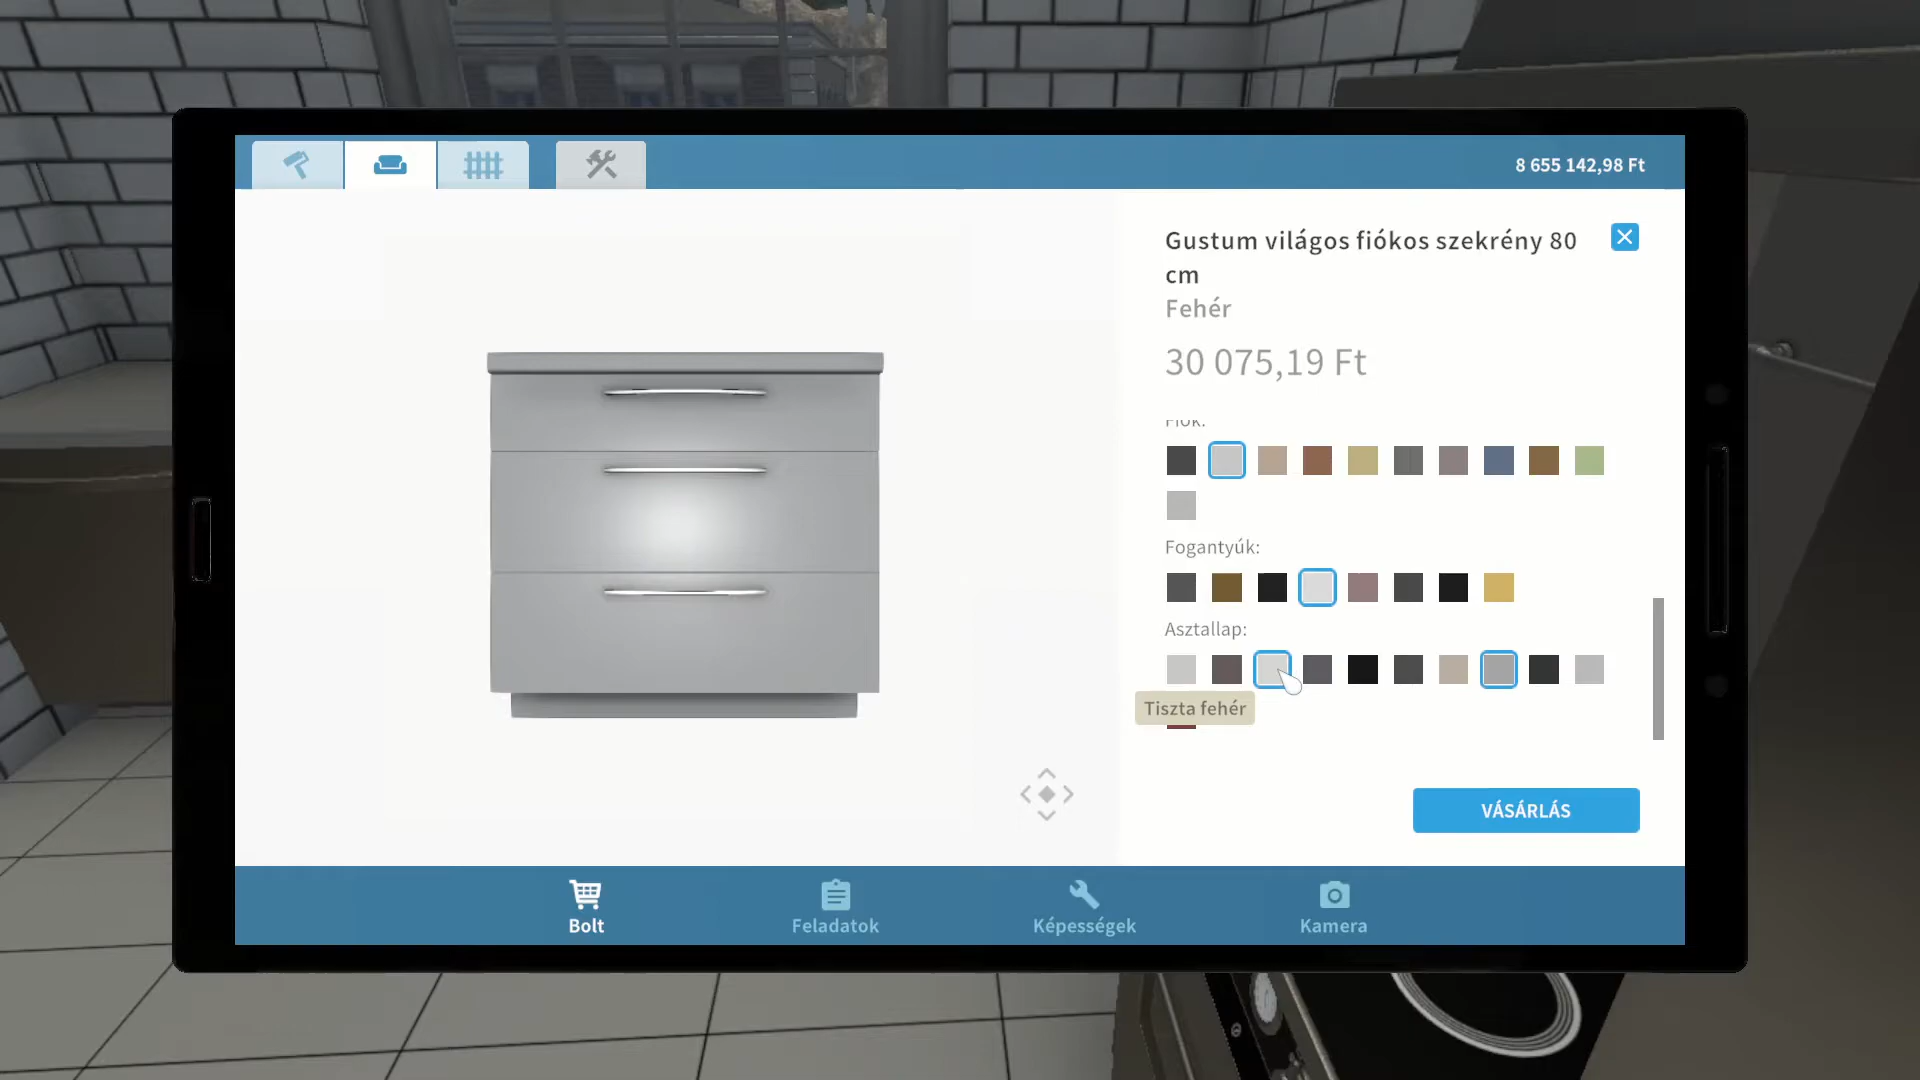 8 655 142,98 Ft
Gustum világos fiókos szekrény 80
cm
Fehér
30 075,19 Ft
Fiók:
Fogantyúk:
Asztallap:
Tiszta fehér
VÁSÁRLÁS
Bolt
Feladatok
Képességek
Kamera